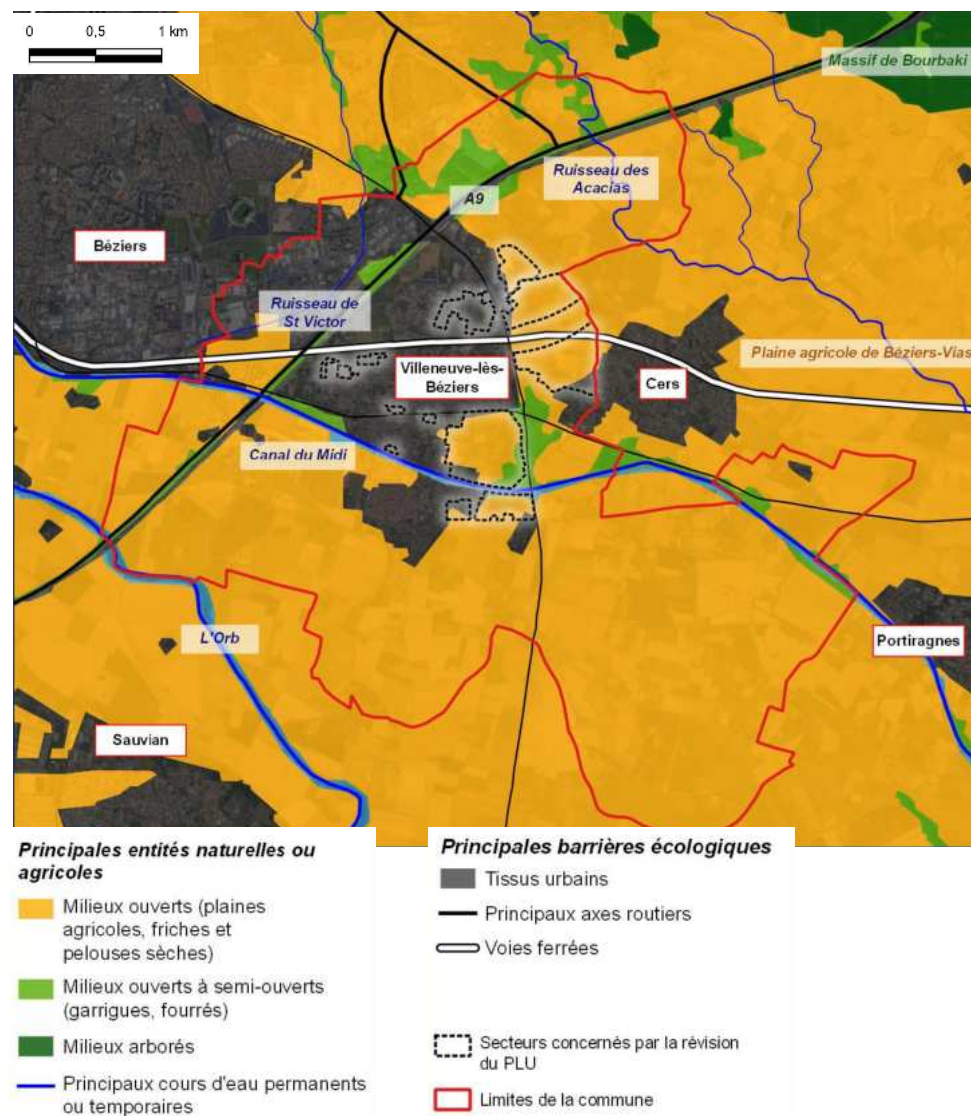 0 0,5 1 km
Massif de Bourbaki
Ruisseau des
Acacias
A9
Béziers
Ruisseau de
St Victor
Plaine agricole de Béziers-Vias
Villeneuve-lès-
Béziers
Cers
Canal du Midi
L'Orb
Portiragnes
Sauvian
Principales entités naturelles ou
agricoles
Milieux ouverts (plaines
agricoles, friches et
pelouses sèches)
Milieux ouverts à semi-ouverts
(garrigues, fourrés)
Milieux arborés
Principaux cours d'eau permanents
ou temporaires
Principales barrières écologiques
Tissus urbains
Principaux axes routiers
Voies ferrées
Secteurs concernés par la révision
du PLU
Limites de la commune